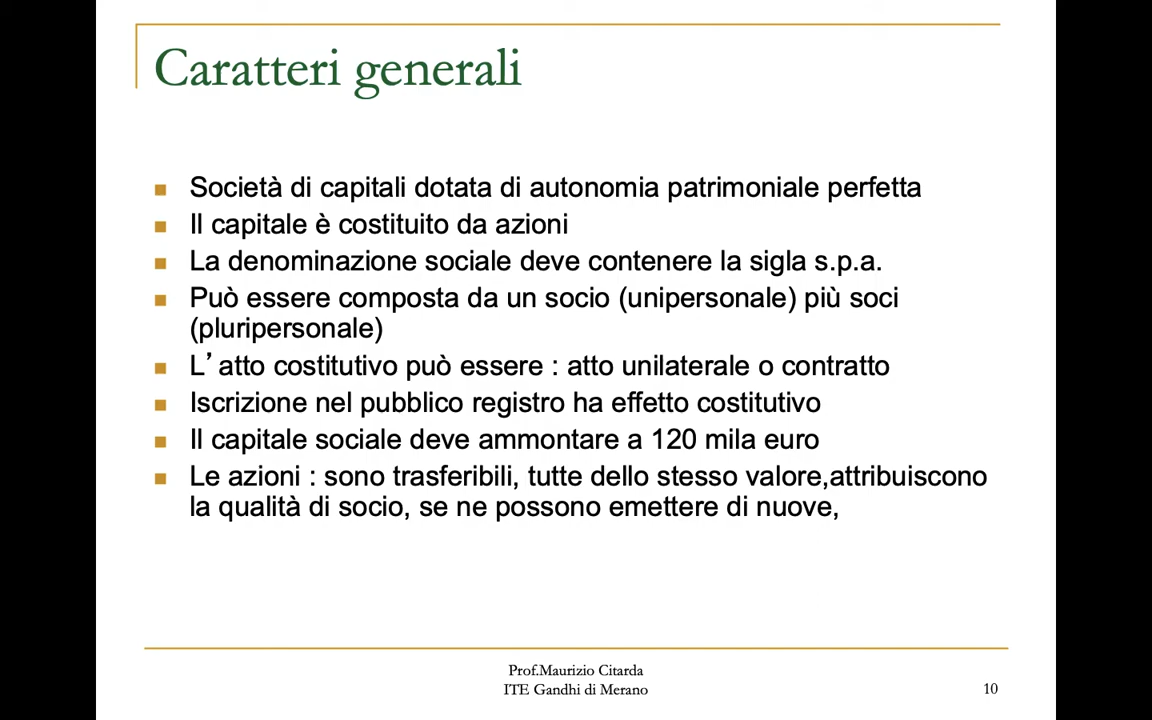 Caratteri generali
Società di capitali dotata di autonomia patrimoniale perfetta
Il capitale è costituito da azioni
La denominazione sociale deve contenere la sigla s.p.a.
Può essere composta da un socio (unipersonale) più soci
(pluripersonale)
L’atto costitutivo può essere : atto unilaterale o contratto
Iscrizione nel pubblico registro ha effetto costitutivo
Il capitale sociale deve ammontare a 120 mila euro
Le azioni : sono trasferibili, tutte dello stesso valore,attribuiscono
la qualità di socio, se ne possono emettere di nuove,
Prof.Maurizio Citarda
ITE Gandhi di Merano
10